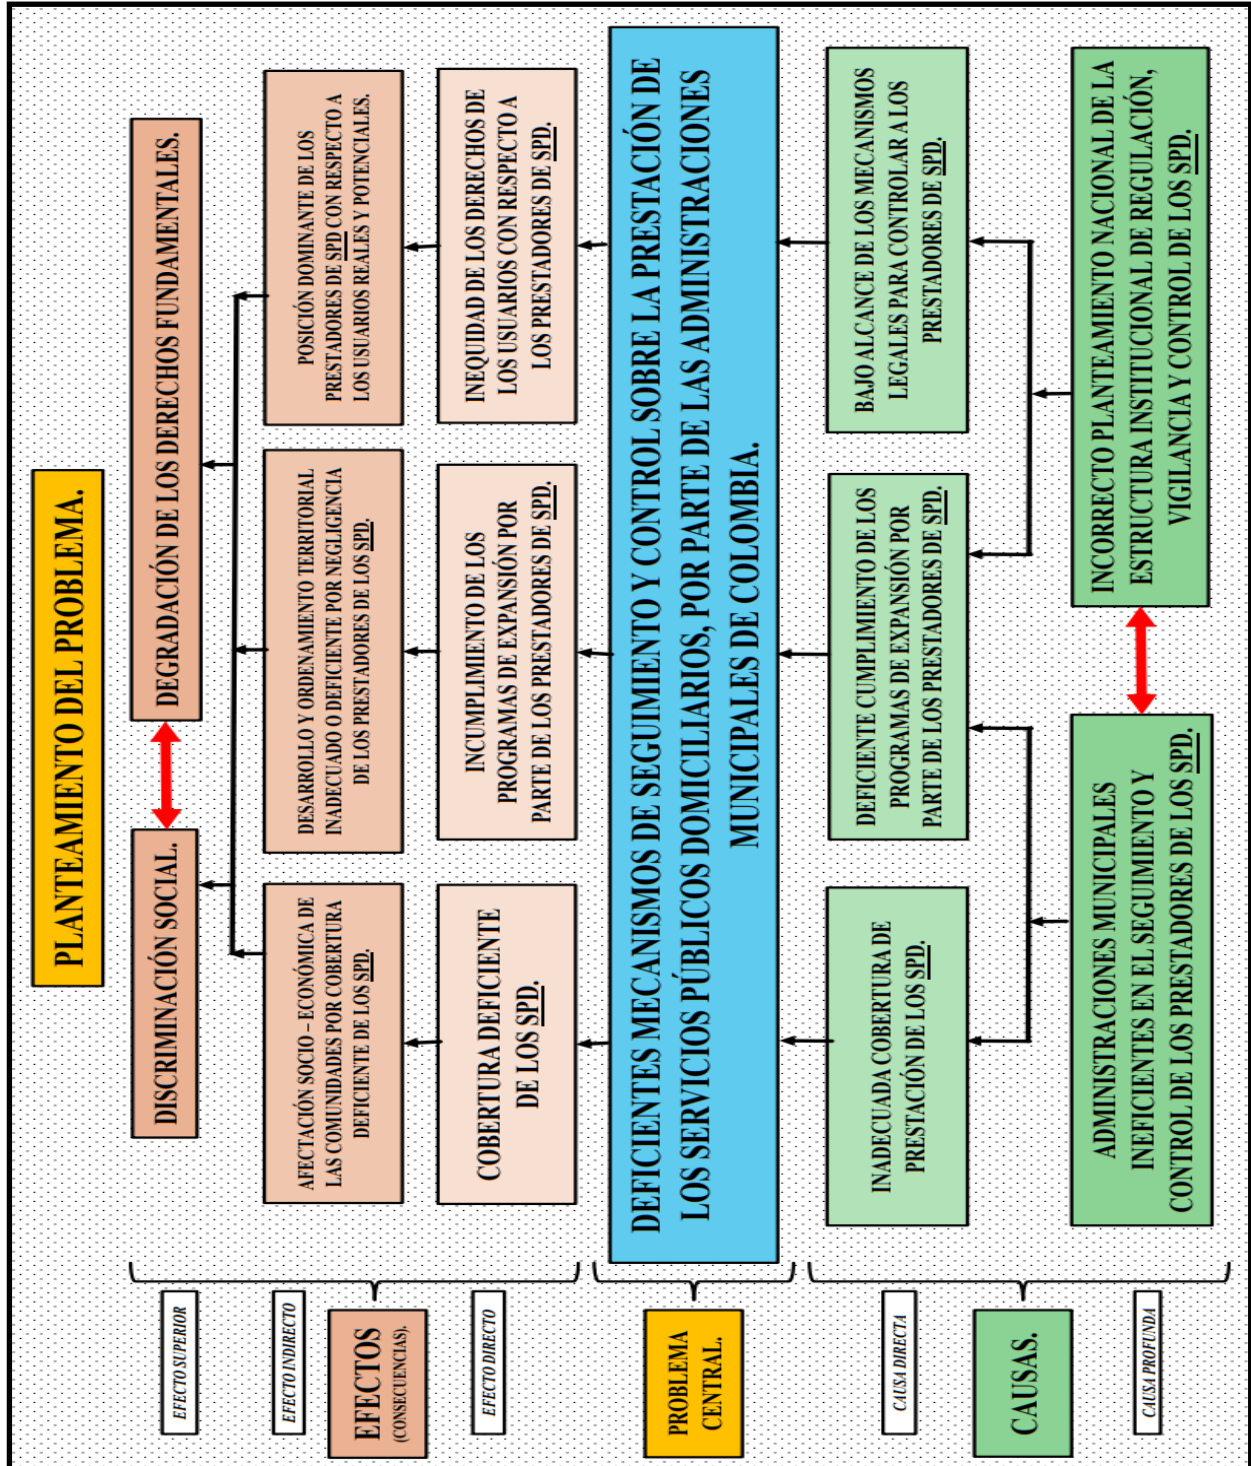 PLANTEAMIENTO DEL PROBLEMA.
EFECTO SUPERIOR
DISCRIMINACIÓN SOCIAL.
DEGRADACIÓN DE LOS DERECHOS FUNDAMENTALES.
EFECTO INDIRECTO
AFECTACIÓN SOCIO – ECONÓMICA DE
LAS COMUNIDADES POR COBERTURA
DEFICIENTE DE LOS SPD.
DESARROLLO Y ORDENAMIENTO TERRITORIAL
INADECUADO O DEFICIENTE POR NEGLIGENCIA
DE LOS PRESTADORES DE LOS SPD.
POSICIÓN DOMINANTE DE LOS
PRESTADORES DE SPD CON RESPECTO A
LOS USUARIOS REALES Y POTENCIALES.
EFECTOS
(CONSECUENCIAS).
EFECTO DIRECTO
COBERTURA DEFICIENTE
DE LOS SPD.
INCUMPLIMIENTO DE LOS
PROGRAMAS DE EXPANSIÓN POR
PARTE DE LOS PRESTADORES DE SPD.
INEQUIDAD DE LOS DERECHOS DE
LOS USUARIOS CON RESPECTO A
LOS PRESTADORES DE SPD.
PROBLEMA
CENTRAL.
DEFICIENTES MECANISMOS DE SEGUIMIENTO Y CONTROL SOBRE LA PRESTACIÓN DE
LOS SERVICIOS PÚBLICOS DOMICILIARIOS, POR PARTE DE LAS ADMINISTRACIONES
MUNICIPALES DE COLOMBIA.
CAUSA DIRECTA
INADECUADA COBERTURA DE
PRESTACIÓN DE LOS SPD.
DEFICIENTE CUMPLIMIENTO DE LOS
PROGRAMAS DE EXPANSIÓN POR
PARTE DE LOS PRESTADORES DE SPD.
BAJO ALCANCE DE LOS MECANISMOS
LEGALES PARA CONTROLAR A LOS
PRESTADORES DE SPD.
CAUSAS.
CAUSA PROFUNDA
ADMINISTRACIONES MUNICIPALES
INEFICIENTES EN EL SEGUIMIENTO Y
CONTROL DE LOS PRESTADORES DE LOS SPD.
INCORRECTO PLANTEAMIENTO NACIONAL DE LA
ESTRUCTURA INSTITUCIONAL DE REGULACIÓN,
VIGILANCIA Y CONTROL DE LOS SPD.